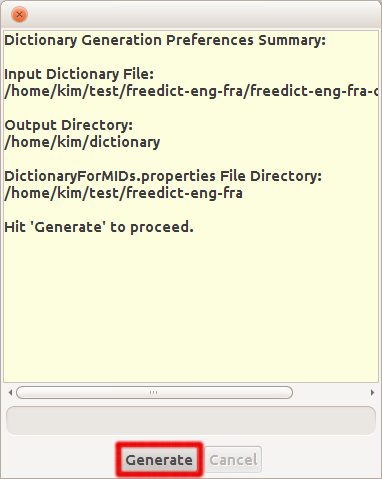 Dictionary Generation Preferences Summary:
Input Dictionary File:
/home/kim/test/freedict-eng-fra/freedict-eng-fra-
Output Directory:
/home/kim/dictionary
DictionaryForMIDs.properties File Directory:
/home/kim/test/freedict-eng-fra
Hit 'Generate' to proceed.
Generate Cancel